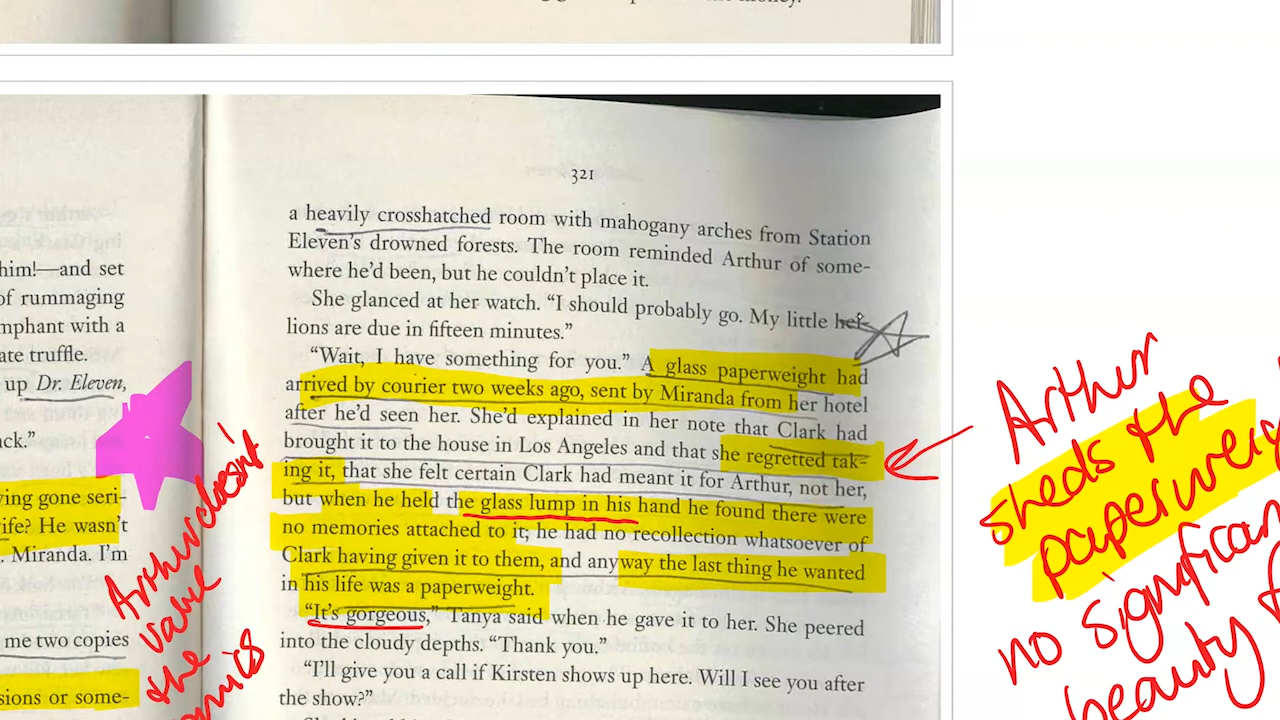 him!—and set
of rummaging
mphant with a
ate truffle.
up Dr. Eleven,
ack."
ying gone seri-
ife? He wasn't
. Miranda. I'm
me two copies
sions or some-
Arthur doesn't
value
the
omics
321
a heavily crosshatched room with mahogany arches from Station
Eleven's drowned forests. The room reminded Arthur of some-
where he'd been, but he couldn't place it.
She glanced at her watch. "I should probably go. My little hel-
lions are due in fifteen minutes."
"Wait, I have something for you." A glass paperweight had
arrived by courier two weeks ago, sent by Miranda from her hotel
after he'd seen her. She'd explained in her note that Clark had
brought it to the house in Los Angeles and that she regretted tak-
ing it, that she felt certain Clark had meant it for Arthur, not her,
but when he held the glass lump in his hand he found there were
no memories attached to it; he had no recollection whatsoever of
Clark having given it to them, and anyway the last thing he wanted
in his life was a paperweight.
"It's gorgeous," Tanya said when he gave it to her. She peered
into the cloudy depths. "Thank you."
"I'll give you a call if Kirsten shows up here. Will I see you after
the show?"
Arthur
sheds the
paperweig
no significan
beauty f